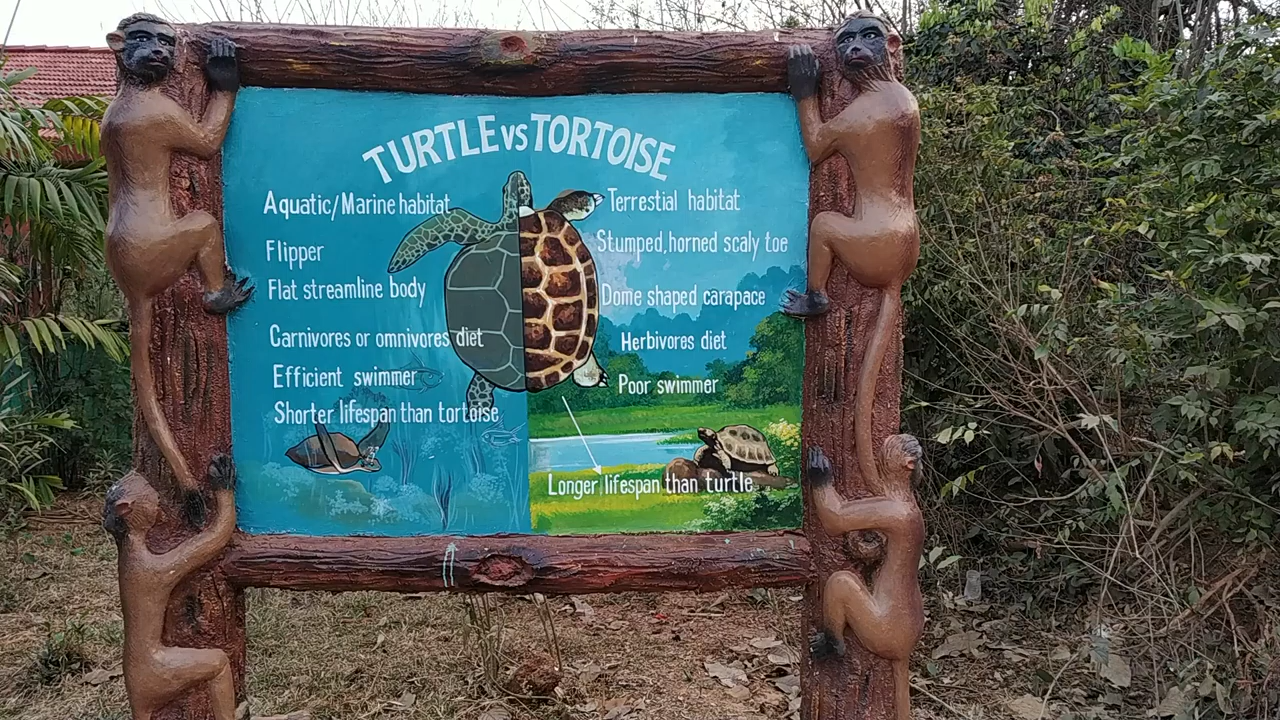 TURTLE VS TORTOISE
Aquatic/Marine habitat
Flipper
Flat streamline body
Carnivores or omnivores diet
Efficient swimmer
Shorter lifespan than tortoise
Terrestial habitat
Stumped, horned scaly toe
Dome shaped carapace
Herbivores diet
Poor swimmer
Longer lifespan than turtle